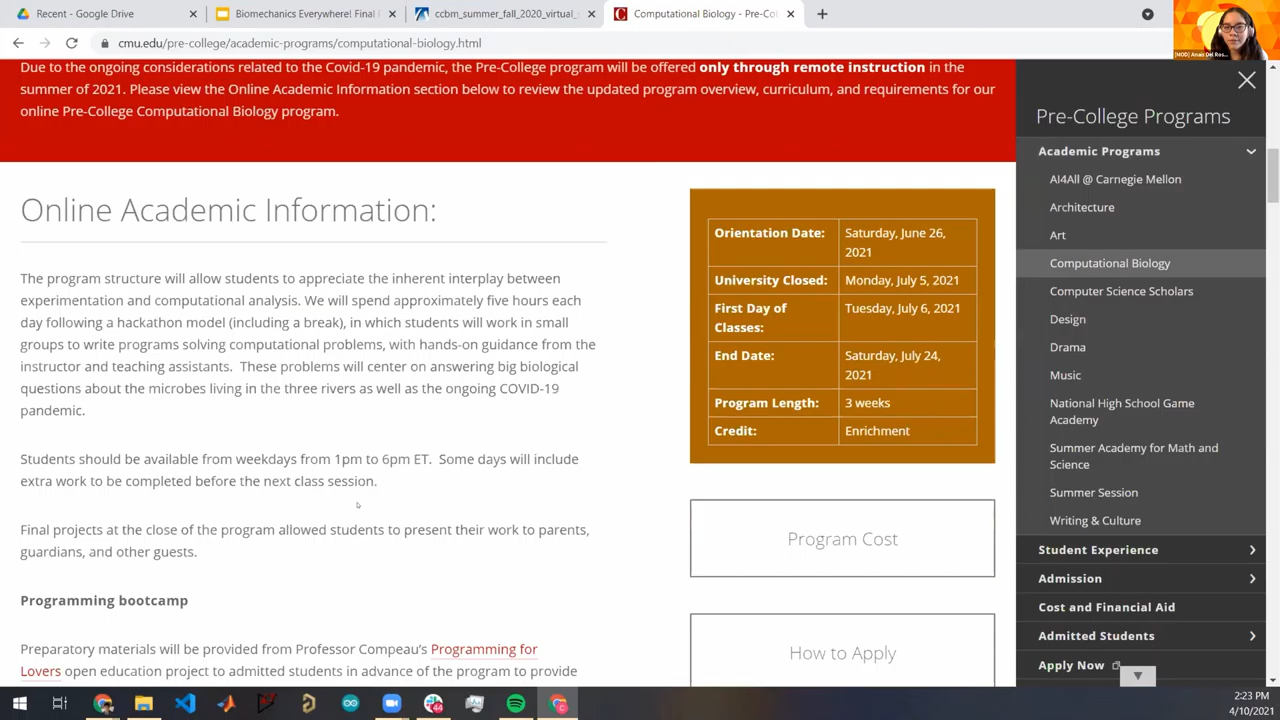 Recent - Google Drive
Biomechanics Everywhere! Final
ccbm_summer_fall_2020_virtual_
Computational Biology - Pre-Co
cmu.edu/pre-college/academic-programs/computational-biology.html
[MOD] Anais Del Ros...
Due to the ongoing considerations related to the Covid-19 pandemic, the Pre-College program will be offered only through remote instruction in the
summer of 2021. Please view the Online Academic Information section below to review the updated program overview, curriculum, and requirements for our
online Pre-College Computational Biology program.
Online Academic Information:
The program structure will allow students to appreciate the inherent interplay between
experimentation and computational analysis. We will spend approximately five hours each
day following a hackathon model (including a break), in which students will work in small
groups to write programs solving computational problems, with hands-on guidance from the
instructor and teaching assistants.  These problems will center on answering big biological
questions about the microbes living in the three rivers as well as the ongoing COVID-19
pandemic.
Students should be available from weekdays from 1pm to 6pm ET.  Some days will include
extra work to be completed before the next class session.
Final projects at the close of the program allowed students to present their work to parents,
guardians, and other guests.
Programming bootcamp
Preparatory materials will be provided from Professor Compeau's Programming for
Lovers open education project to admitted students in advance of the program to provide
Orientation Date: Saturday, June 26,
2021
University Closed: Monday, July 5, 2021
First Day of Tuesday, July 6, 2021
Classes:
End Date: Saturday, July 24,
2021
Program Length: 3 weeks
Credit: Enrichment
Program Cost
How to Apply
Pre-College Programs
Academic Programs
AI4All @ Carnegie Mellon
Architecture
Art
Computational Biology
Computer Science Scholars
Design
Drama
Music
National High School Game
Academy
Summer Academy for Math and
Science
Summer Session
Writing & Culture
Student Experience
Admission
Cost and Financial Aid
Admitted Students
Apply Now
2:23 PM
4/10/2021